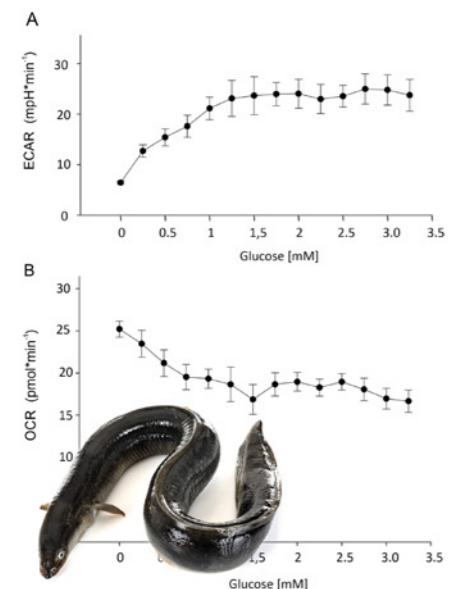 A
ECAR (mpH*min⁻¹)
30
20
10
0
0 0.5 1 1,5 2 2.5 3.0 3.5
Glucose [mM]
B
OCR (pmol*min⁻¹)
30
25
20
15
10
0 1,5 2 2.5 3.0 3.5
Glucose [mM]